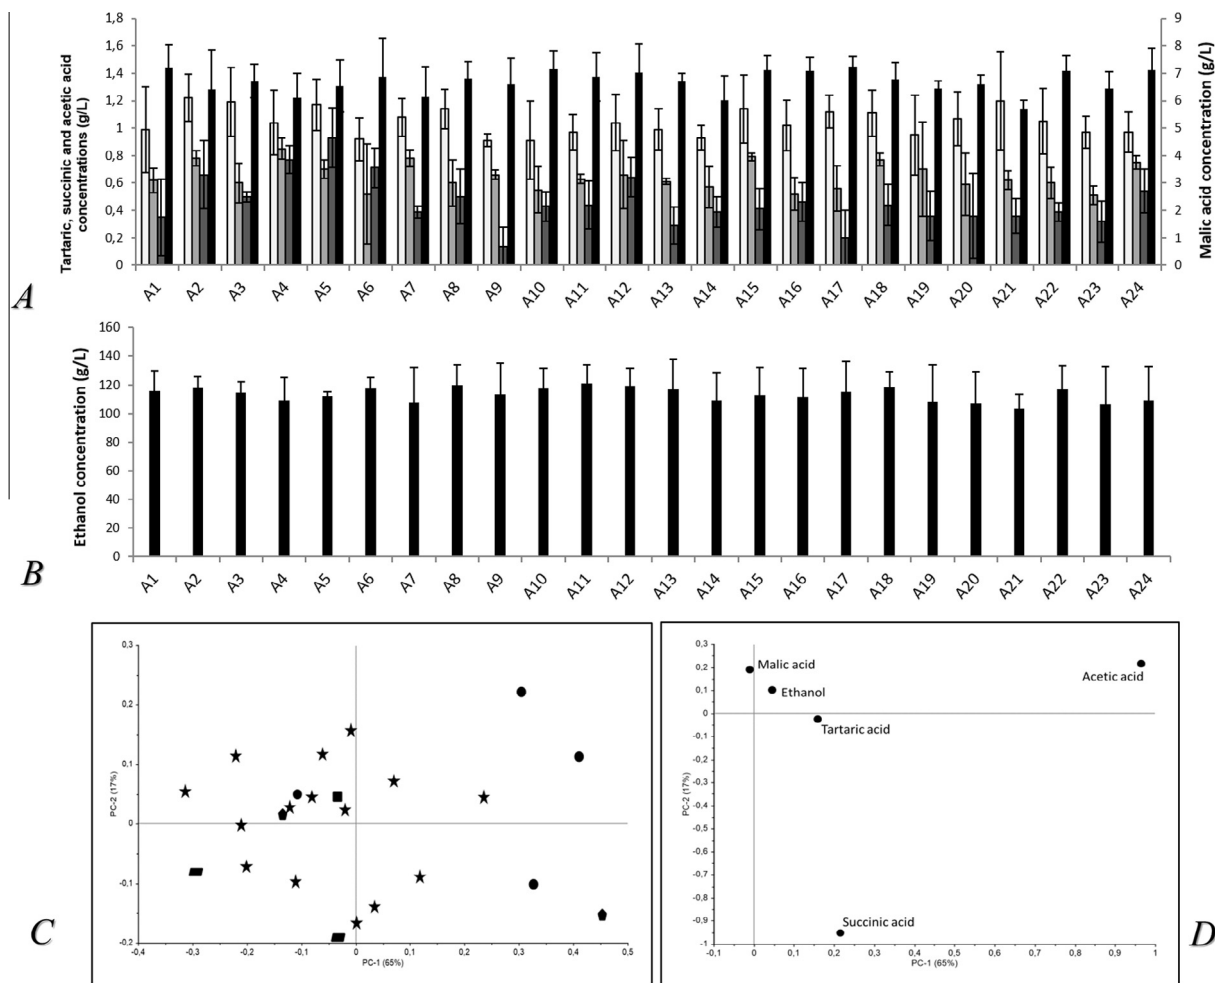 Tartaric, succinic and acetic acid
concentrations (g/L)
1,8
1,6
1,4
1,2
1
0,8
0,6
0,4
0,2
0
9
8
7
6
5
4
3
2
1
0
Malic acid concentration (g/L)
A1 A2 A3 A4 A5 A6 A7 A8 A9 A10 A11 A12 A13 A14 A15 A16 A17 A18 A19 A20 A21 A22 A23 A24
A
Ethanol concentration (g/L)
160
140
120
100
80
60
40
20
0
A1 A2 A3 A4 A5 A6 A7 A8 A9 A10 A11 A12 A13 A14 A15 A16 A17 A18 A19 A20 A21 A22 A23 A24
B
PC-2 (17%)
0,3
0,2
0,1
0
-0,1
-0,2
-0,4 -0,3 -0,2 -0,1 0 0,1 0,2 0,3 0,4 0,5
PC-1 (65%)
C
PC-2 (17%)
0,3
0,2
0,1
0
-0,1
-0,2
-0,3
-0,4
-0,5
-0,6
-0,7
-0,8
-0,9
-1
Malic acid
Ethanol
Tartaric acid
Acetic acid
Succinic acid
-0,1 0 0,1 0,2 0,3 0,4 0,5 0,6 0,7 0,8 0,9 1
PC-1 (65%)
D